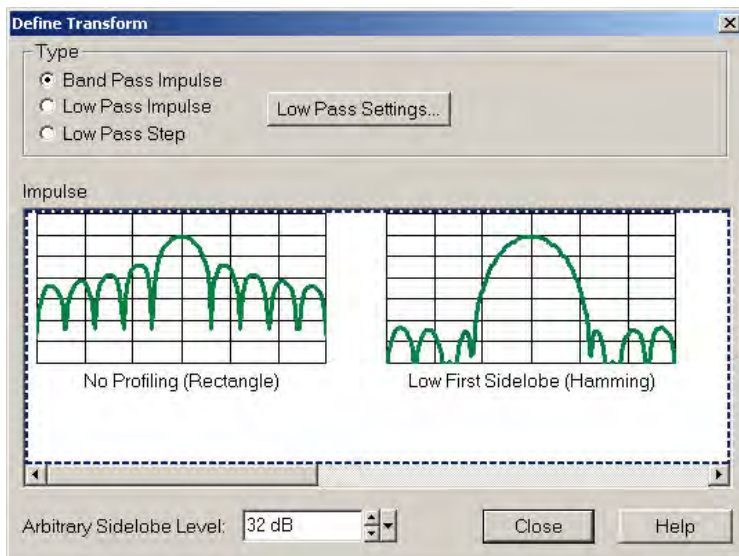 Define Transform
Type
Band Pass Impulse
Low Pass Impulse
Low Pass Settings...
Low Pass Step
Impulse
No Profiling (Rectangle)
Low First Sidelobe (Hamming)
Arbitrary Sidelobe Level:
32 dB
Close
Help